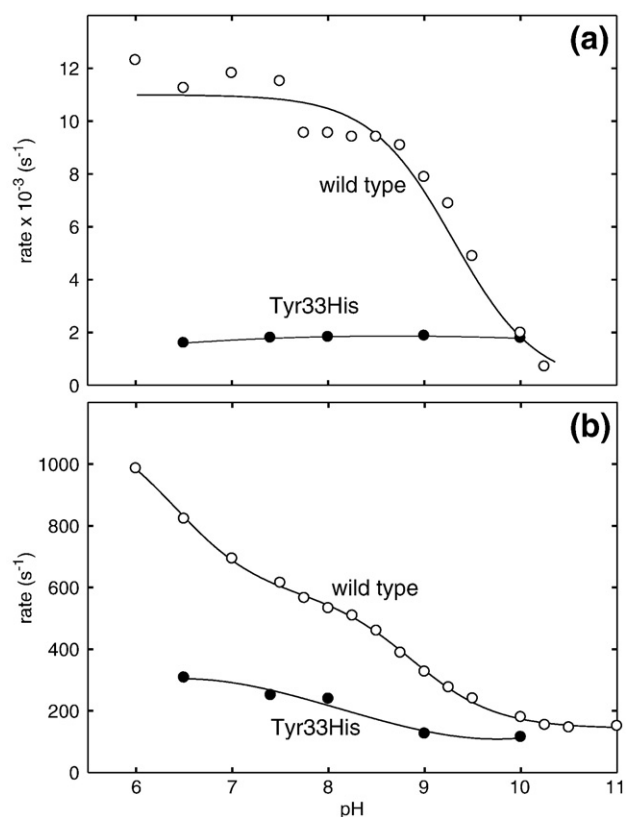 (a)
12
10
8
6
4
2
0
rate x 10⁻³ (s⁻¹)
wild type
Tyr33His
(b)
1000
800
600
400
200
0
rate (s⁻¹)
wild type
Tyr33His
6 7 8 9 10 11
pH